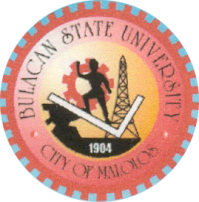 BULACAN STATE UNIVERSITY
1904
CITY OF MALOLOS